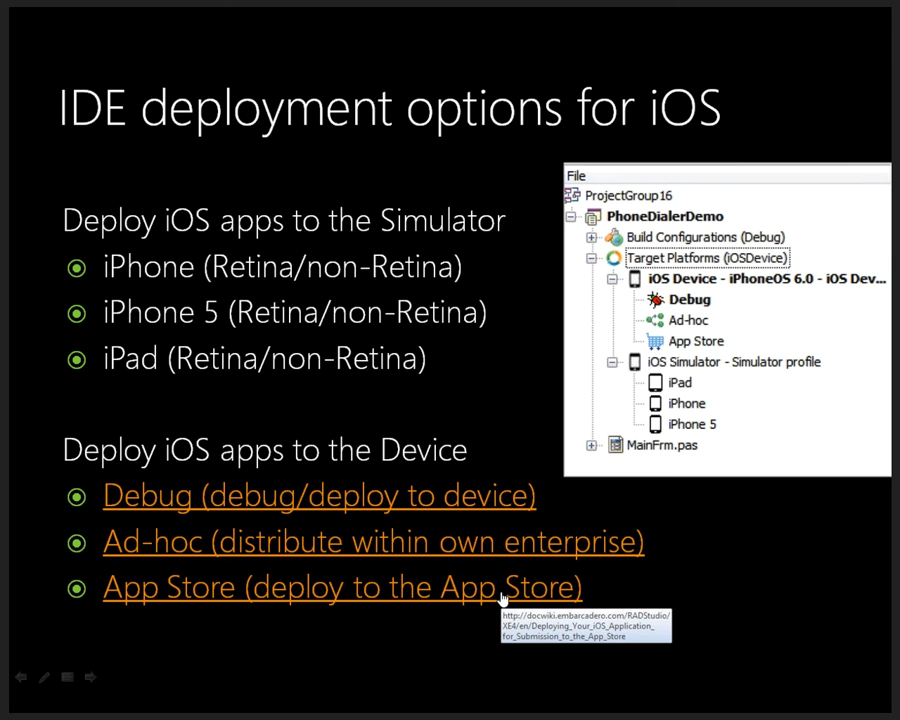 IDE deployment options for iOS
Deploy iOS apps to the Simulator
iPhone (Retina/non-Retina)
iPhone 5 (Retina/non-Retina)
iPad (Retina/non-Retina)
Deploy iOS apps to the Device
Debug (debug/deploy to device)
Ad-hoc (distribute within own enterprise)
App Store (deploy to the App Store)
http://docwiki.embarcadero.com/RADStudio/
XE4/en/Deploying_Your_iOS_Application_
for_Submission_to_the_App_Store
File
ProjectGroup16
PhoneDialerDemo
Build Configurations (Debug)
Target Platforms (iOSDevice)
iOS Device - iPhoneOS 6.0 - iOS Dev...
Debug
Ad-hoc
App Store
iOS Simulator - Simulator profile
iPad
iPhone
iPhone 5
MainFrm.pas